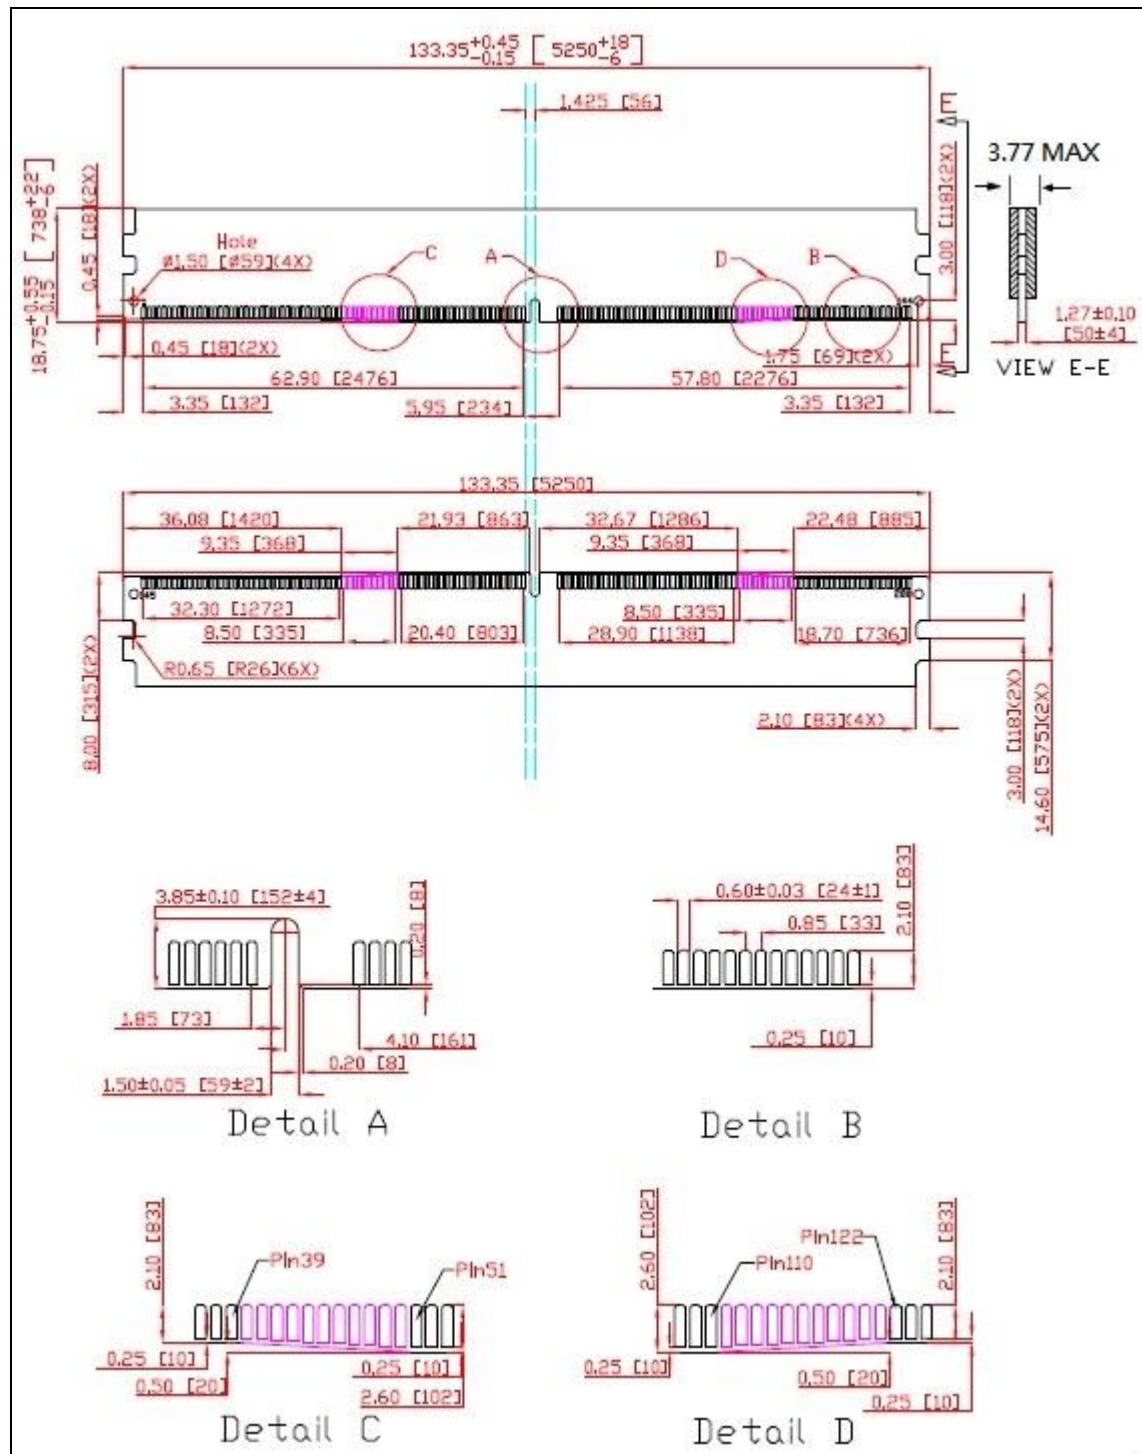 133.35+0.45-0.15 [ 5250+18-6 ]
1.425 [56]
E
3.77 MAX
18.75+0.55-0.15 [ 738+22-6 ]
0.45 [18](2X)
3.00 [118](2X)
Hole
Ø1.50 [Ø59](4X)
C
A
D
B
144
1.27±0.10
[50±4]
0.45 [18](2X)
1.75 [69](2X)
E
VIEW E-E
62.90 [2476]
57.80 [2276]
3.35 [132]
5.95 [234]
3.35 [132]
133.35 [5250]
36.08 [1420]
21.93 [863]
32.67 [1286]
22.48 [885]
9.35 [368]
9.35 [368]
145
288
32.30 [1272]
8.50 [335]
8.50 [335]
20.40 [803]
28.90 [1138]
18.70 [736]
R0.65 [R26](6X)
8.00 [315](2X)
2.10 [83](4X)
3.00 [118](2X)
14.60 [575](2X)
3.85±0.10 [152±4]
0.20 [8]
0.60±0.03 [24±1]
0.85 [33]
2.10 [83]
1.85 [73]
4.10 [161]
0.25 [10]
0.20 [8]
1.50±0.05 [59±2]
Detail A
Detail B
2.10 [83]
Pin39
Pin51
2.60 [102]
Pin122
Pin110
2.10 [83]
0.25 [10]
0.25 [10]
0.25 [10]
0.50 [20]
0.50 [20]
2.60 [102]
0.25 [10]
Detail C
Detail D